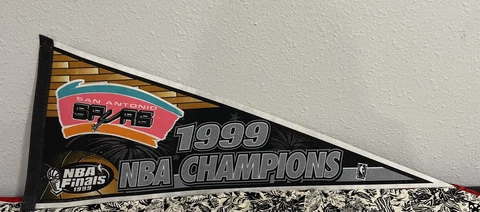 SAN ANTONIO
SPURS
1999
NBA CHAMPIONS
NBA
Finals
1999